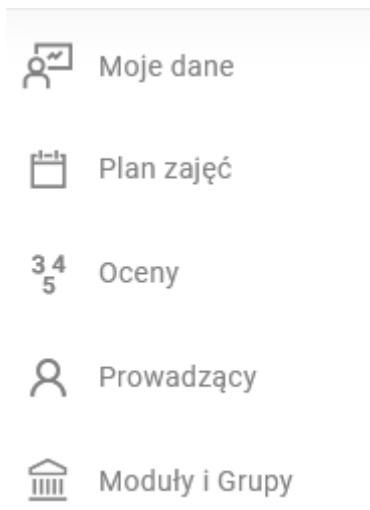 Moje dane
Plan zajęć
3 4
5
Oceny
Prowadzący
Moduły i Grupy